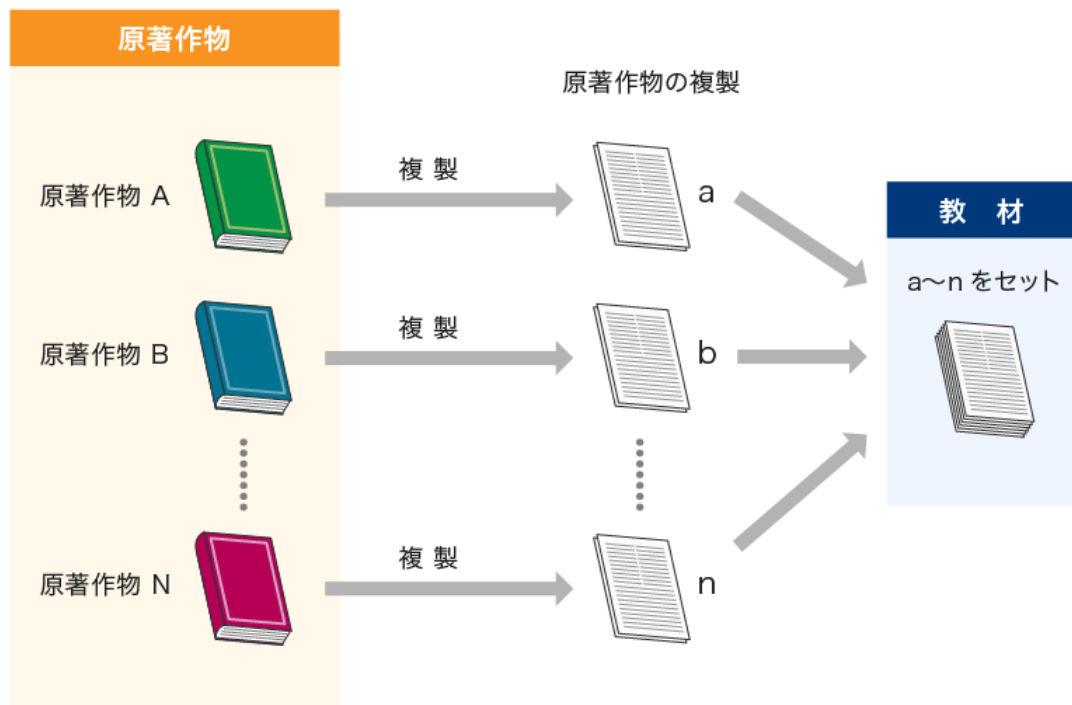 原著作物
原著作物の複製
原著作物 A
複 製
a
教 材
a〜n をセット
原著作物 B
複 製
b
原著作物 N
複 製
n